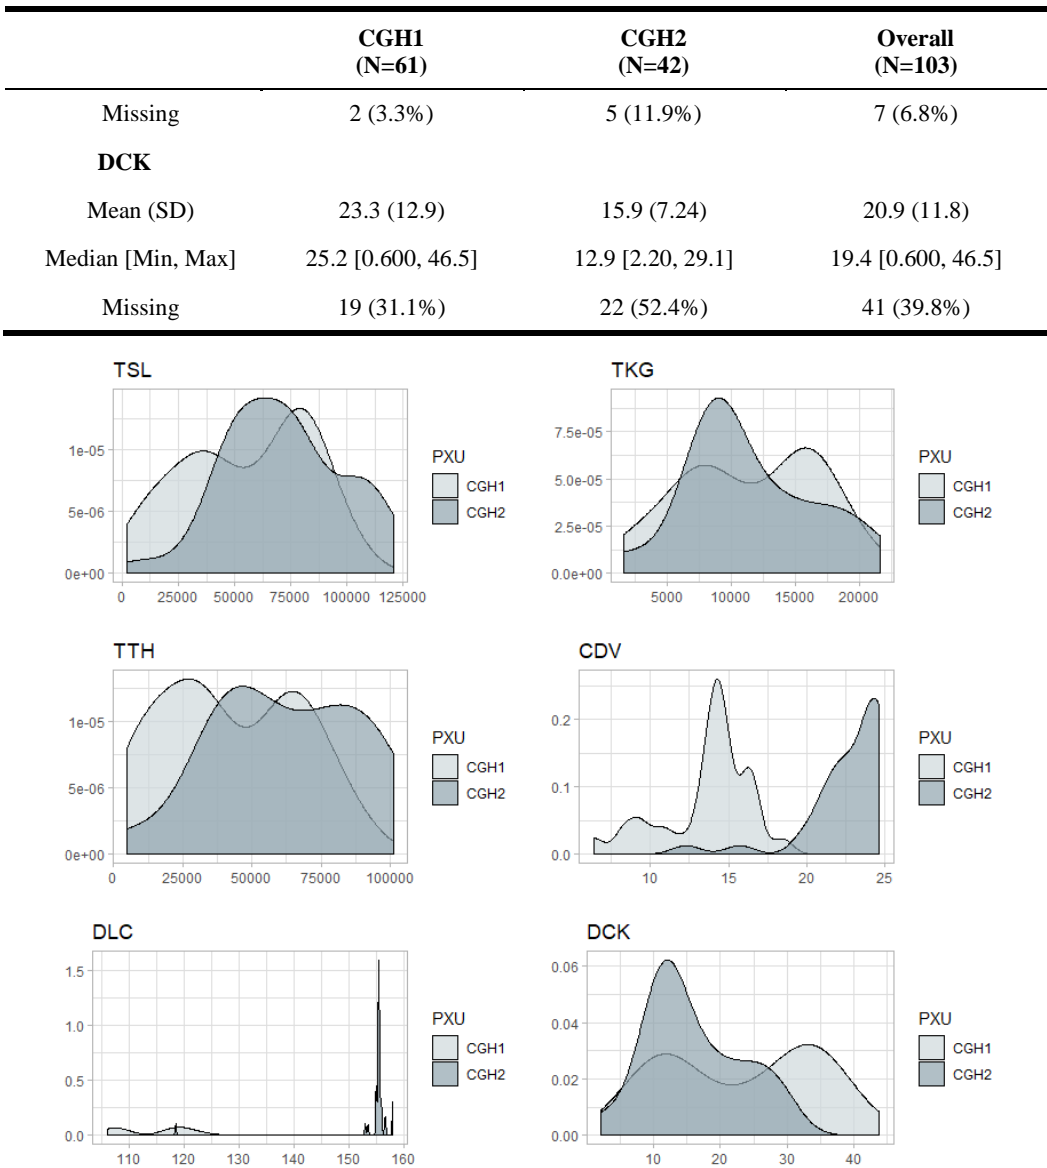 CGH1 CGH2 Overall
(N=61) (N=42) (N=103)
Missing 2 (3.3%) 5 (11.9%) 7 (6.8%)
DCK
Mean (SD) 23.3 (12.9) 15.9 (7.24) 20.9 (11.8)
Median [Min, Max] 25.2 [0.600, 46.5] 12.9 [2.20, 29.1] 19.4 [0.600, 46.5]
Missing 19 (31.1%) 22 (52.4%) 41 (39.8%)
TSL
1e-05
5e-06
0e+00
0 25000 50000 75000 100000 125000
PXU
CGH1
CGH2
TKG
7.5e-05
5.0e-05
2.5e-05
0.0e+00
5000 10000 15000 20000
PXU
CGH1
CGH2
TTH
1e-05
5e-06
0e+00
0 25000 50000 75000 100000
PXU
CGH1
CGH2
CDV
0.2
0.1
0.0
10 15 20 25
PXU
CGH1
CGH2
DLC
1.5
1.0
0.5
0.0
110 120 130 140 150 160
PXU
CGH1
CGH2
DCK
0.06
0.04
0.02
0.00
10 20 30 40
PXU
CGH1
CGH2